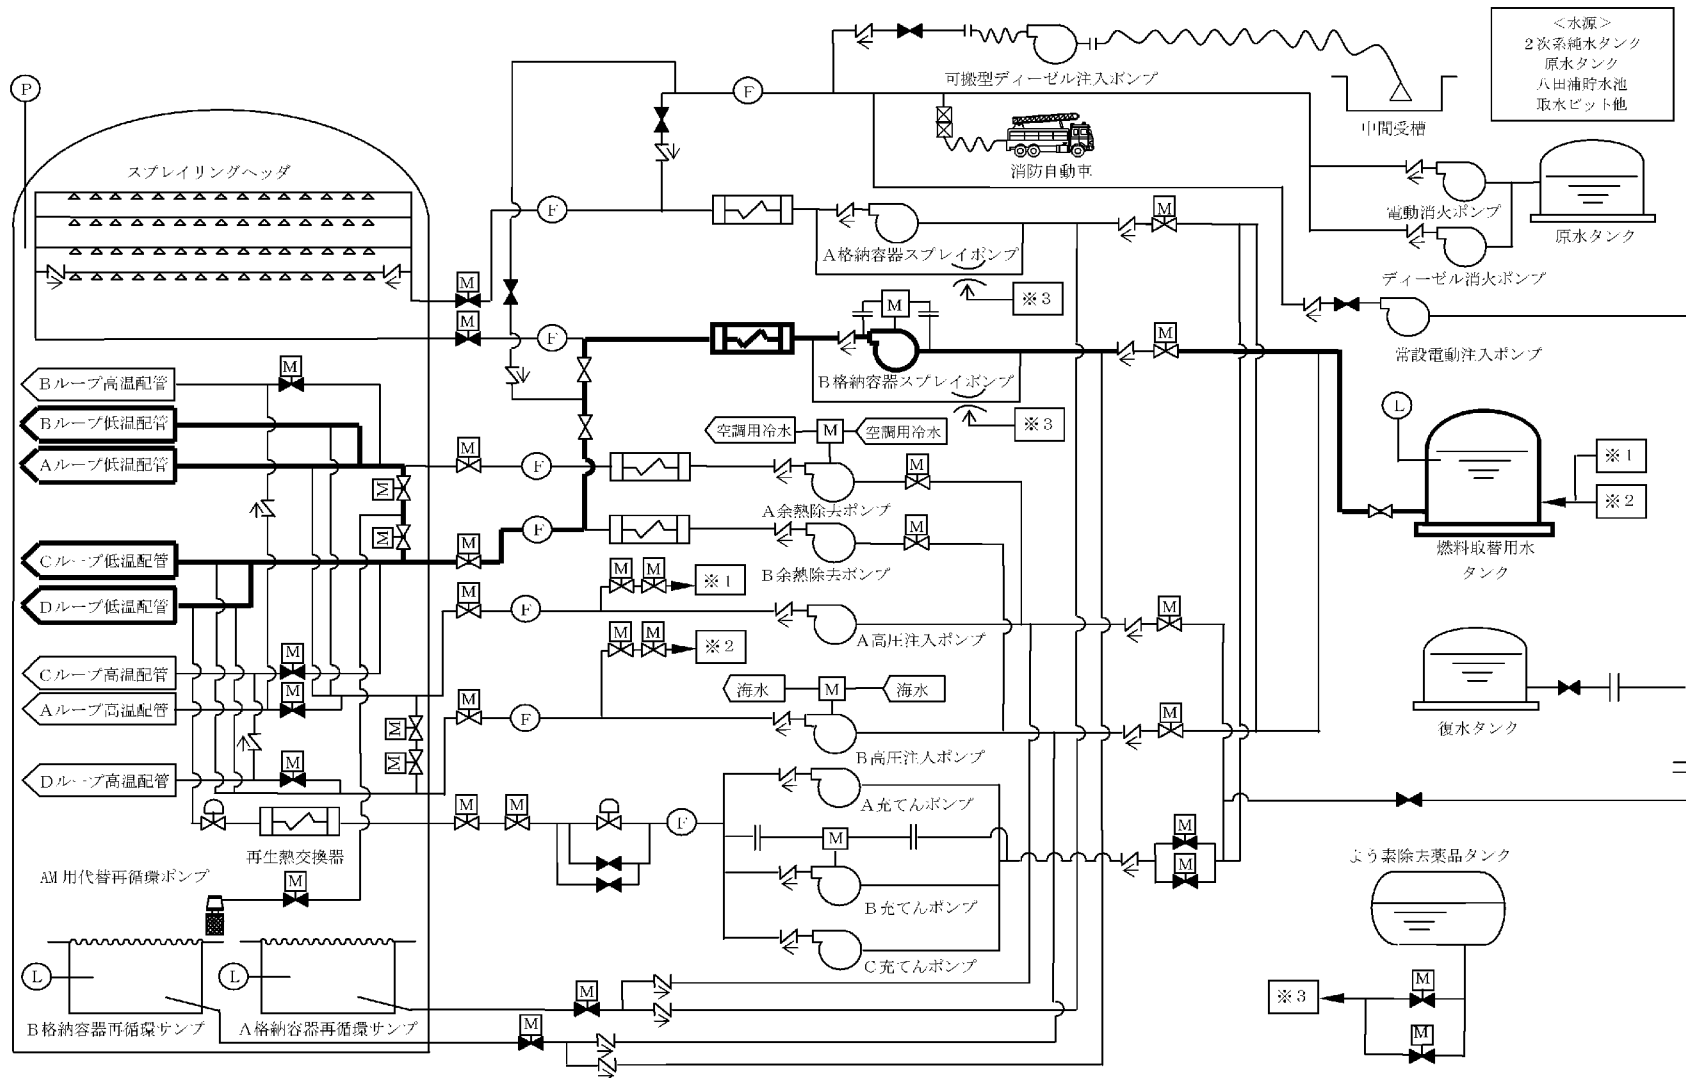 <水源>
2次系純水タンク
原水タンク
八田浦貯水池
取水ピット他
P
可搬型ディーゼル注入ポンプ
F
中間受槽
消防自動車
スプレイリングヘッダ
電動消火ポンプ
原水タンク
ディーゼル消火ポンプ
F
M
A格納容器スプレイポンプ
M
※3
M
常設電動注入ポンプ
M
F
M
B格納容器スプレイポンプ
※3
Bループ高温配管
M
Bループ低温配管
空調用冷水
M
空調用冷水
L
Aループ低温配管
M
M
F
M
※1
※2
A余熱除去ポンプ
M
M
F
M
燃料取替用水
タンク
Cループ低温配管
B余熱除去ポンプ
M
M
※1
Dループ低温配管
M
F
M
A高圧注入ポンプ
M
M
※2
Cループ高温配管
M
海水
M
海水
Aループ高温配管
M
M
M
F
M
復水タンク
Dループ高温配管
M
B高圧注入ポンプ
A充てんポンプ
M
M
F
M
M
M
再生熱交換器
よう素除去薬品タンク
AM用代替再循環ポンプ
M
B充てんポンプ
C充てんポンプ
L
L
M
M
※3
B格納容器再循環サンプ
A格納容器再循環サンプ
M
M